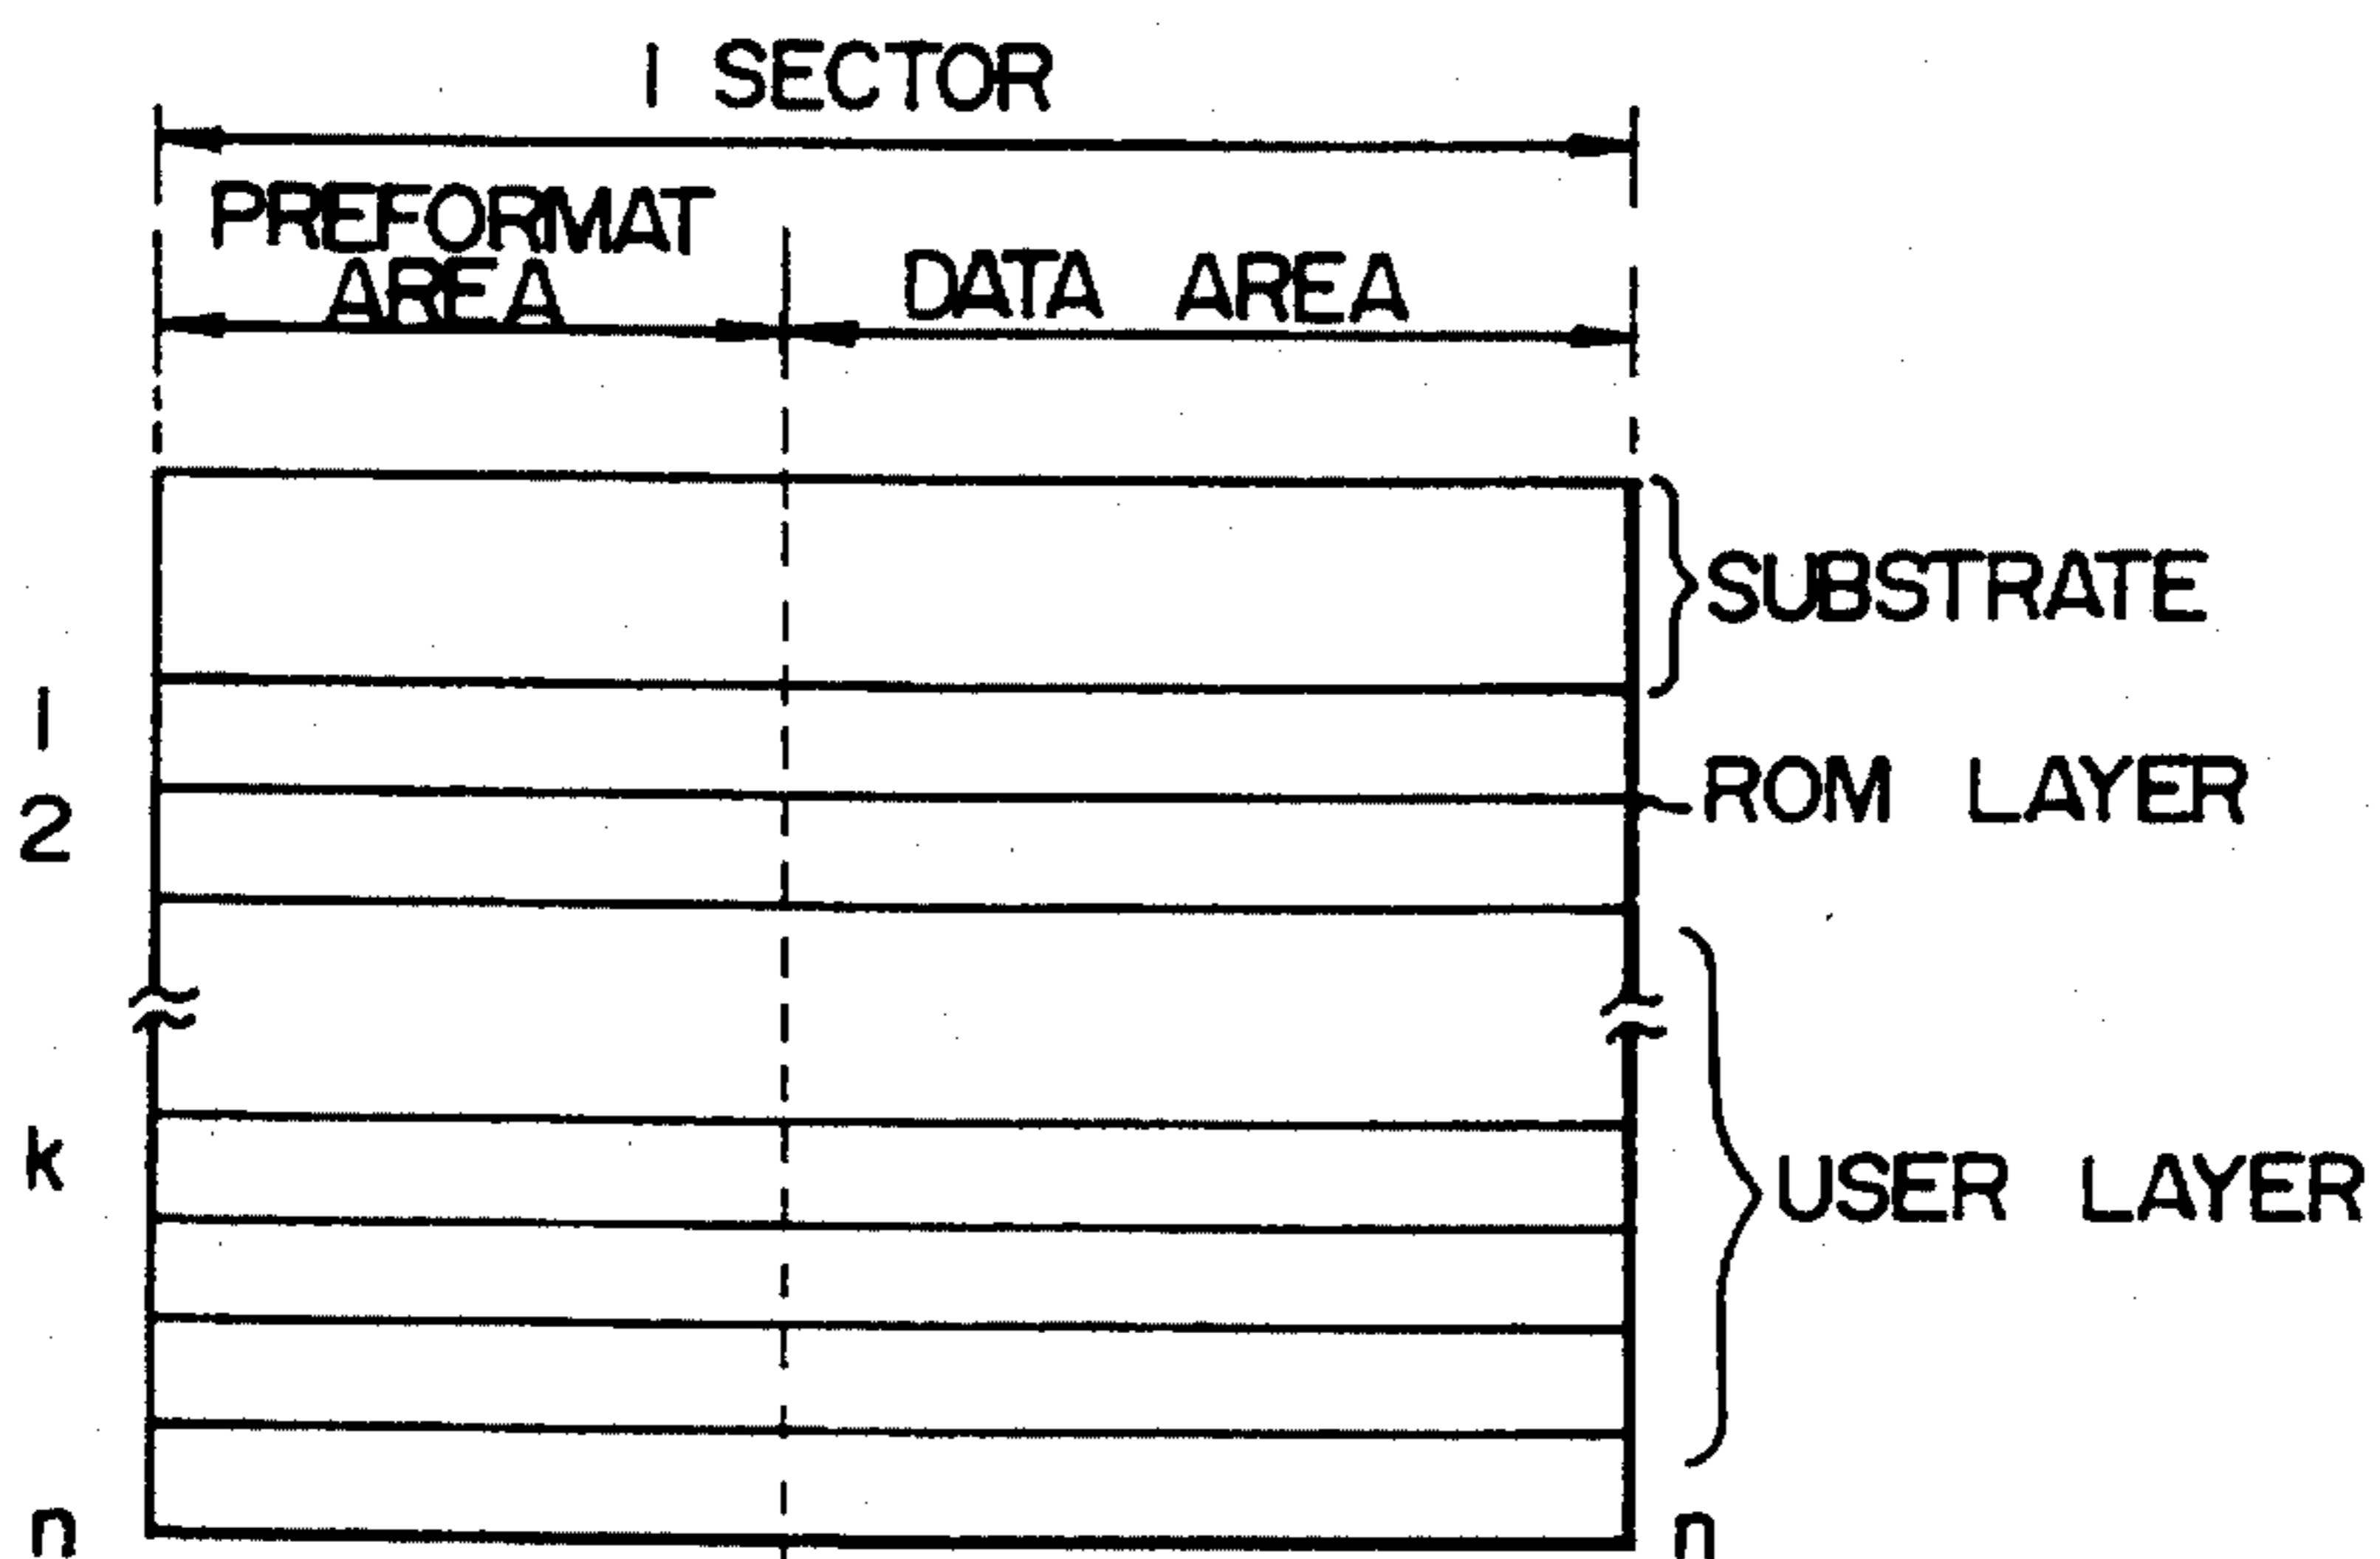 1 SECTOR
PREFORMAT
AREA
DATA AREA
SUBSTRATE
1
ROM LAYER
2
k
USER LAYER
n
n